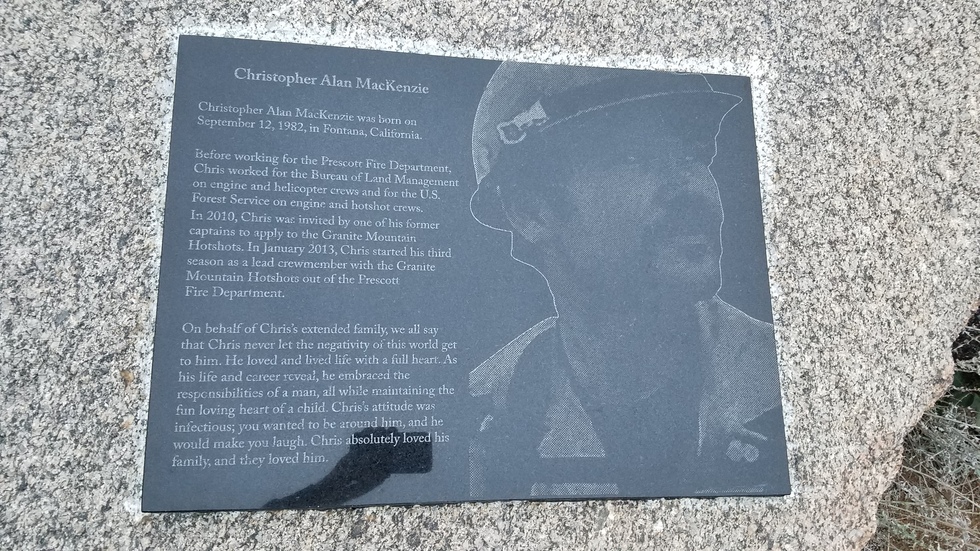 Christopher Alan MacKenzie
Christopher Alan MacKenzie was born on
September 12, 1982, in Fontana, California.
Before working for the Prescott Fire Department,
Chris worked for the Bureau of Land Management
on engine and helicopter crews and for the U.S.
Forest Service on engine and hotshot crews.
In 2010, Chris was invited by one of his former
captains to apply to the Granite Mountain
Hotshots. In January 2013, Chris started his third
season as a lead crewmember with the Granite
Mountain Hotshots out of the Prescott
Fire Department.
On behalf of Chris's extended family, we all say
that Chris never let the negativity of this world get
to him. He loved and lived life with a full heart. As
his life and career reveal, he embraced the
responsibilities of a man, all while maintaining the
fun loving heart of a child. Chris's attitude was
infectious; you wanted to be around him, and he
would make you laugh. Chris absolutely loved his
family, and they loved him.